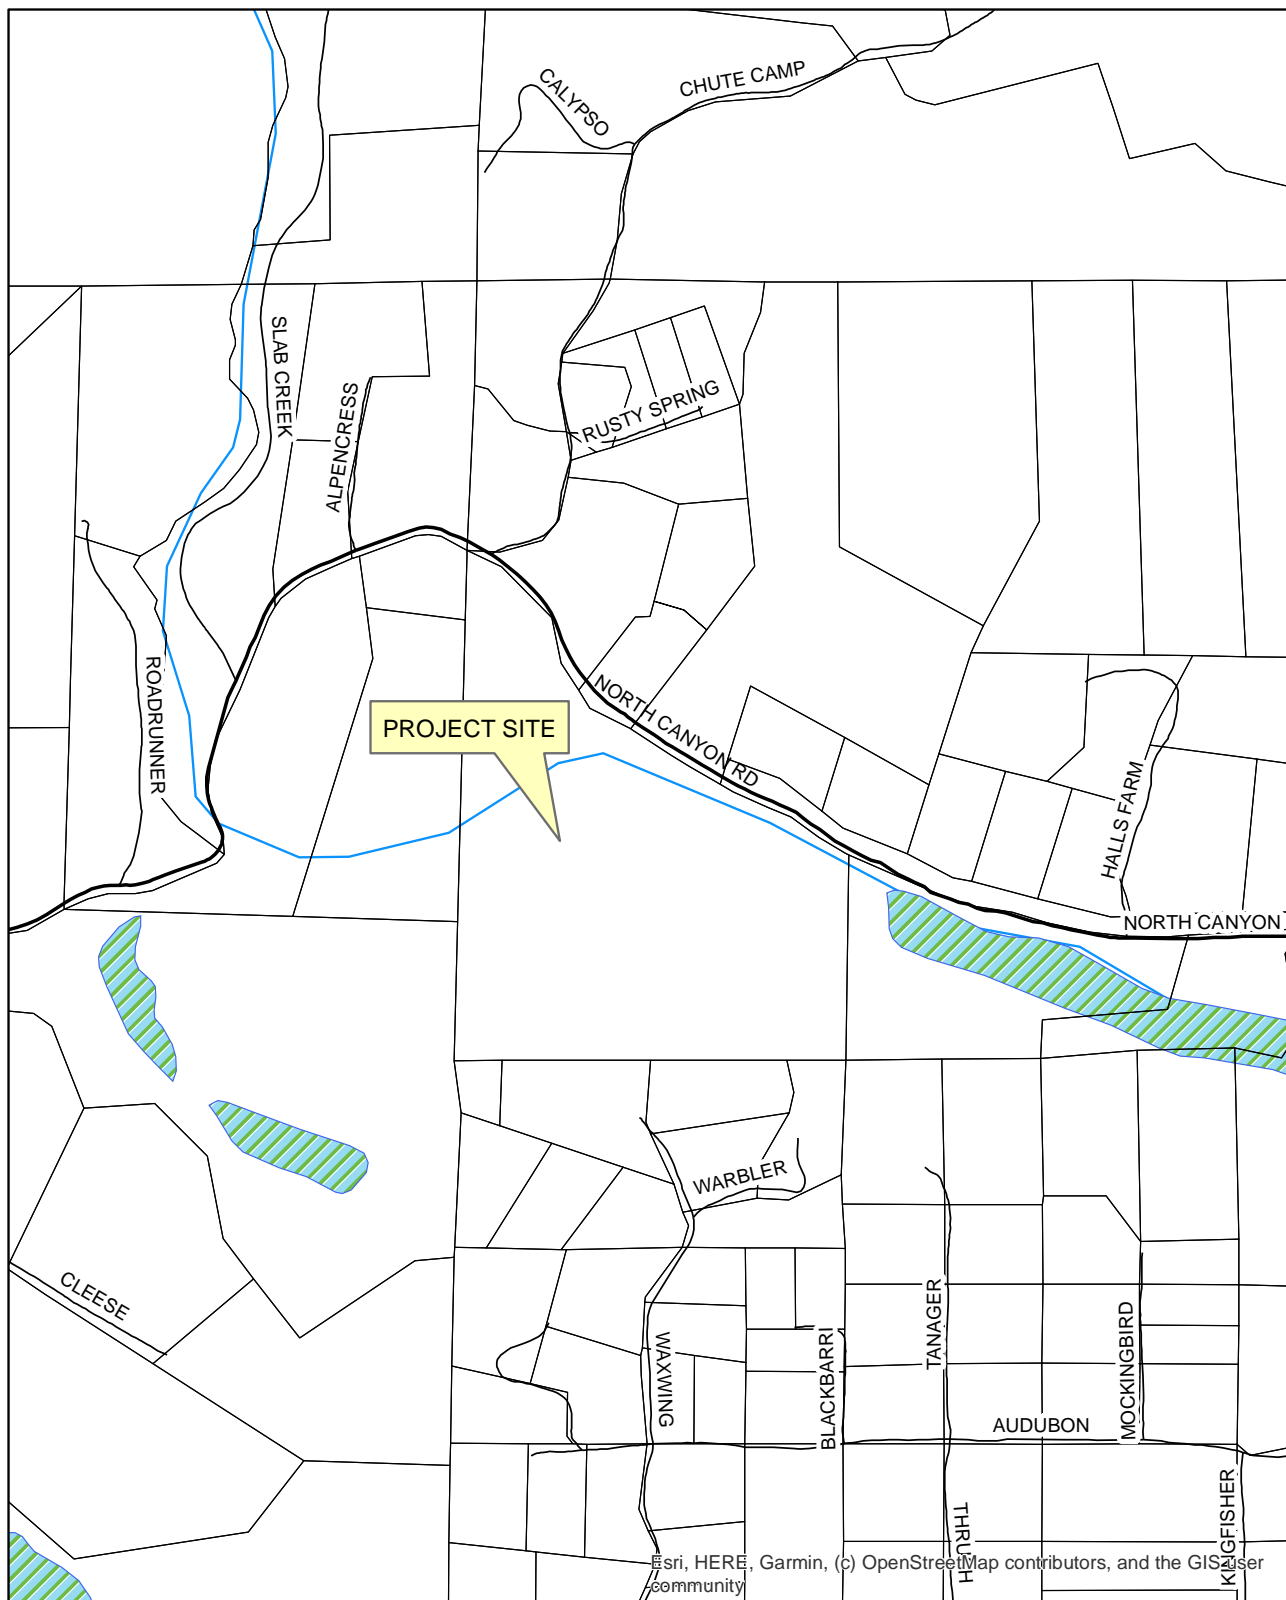 CALYPSO
CHUTE CAMP
SLAB CREEK
ALPENCRESS
RUSTY SPRING
ROADRUNNER
PROJECT SITE
NORTH CANYON RD
HALLS FARM
NORTH CANYON
WARBLER
CLEESE
WAXWING
BLACKBARRI
TANAGER
MOCKINGBIRD
AUDUBON
THRUSH
KINGFISHER
Esri, HERE, Garmin, (c) OpenStreetMap contributors, and the GIS user
community